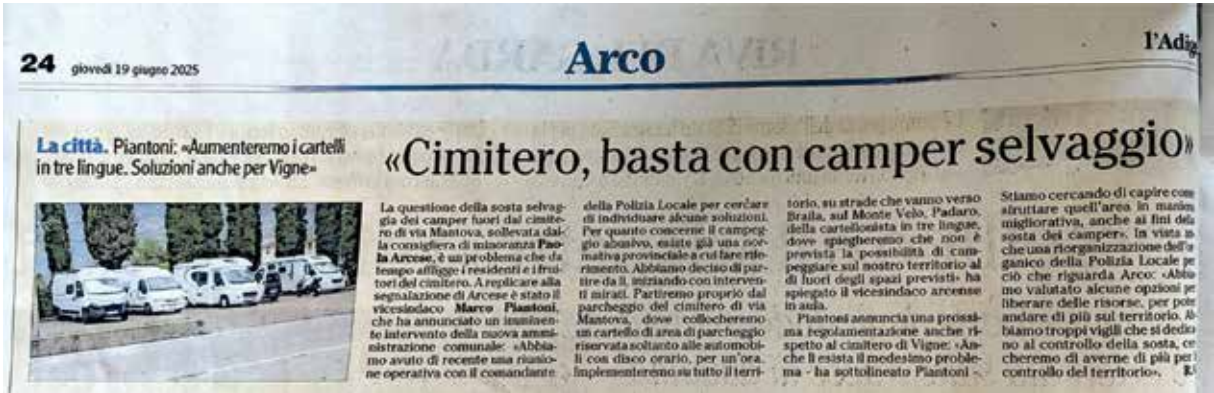 24 giovedì 19 giugno 2025
Arco
l'Adig
La città. Piantoni: «Aumenteremo i cartelli
in tre lingue. Soluzioni anche per Vigne»
«Cimitero, basta con camper selvaggio»
La questione della sosta selvag-
gia dei camper fuori dal cimite-
ro di via Mantova, sollevata dal-
la consigliera di minoranza Pao-
la Arcese, è un problema che da
tempo affligge i residenti e i frui-
tori del cimitero. A replicare alla
segnalazione di Arcese è stato il
vicesindaco Marco Piantoni,
che ha annunciato un imminen-
te intervento della nuova ammi-
nistrazione comunale: «Abbia-
mo avuto di recente una riunio-
ne operativa con il comandante
della Polizia Locale per cercare
di individuare alcune soluzioni.
Per quanto concerne il campeg-
gio abusivo, esiste già una nor-
mativa provinciale a cui fare rife-
rimento. Abbiamo deciso di par-
tire da lì, iniziando con interven-
ti mirati. Partiremo proprio dal
parcheggio del cimitero di via
Mantova, dove collocheremo
un cartello di area di parcheggio
riservata soltanto alle automobi-
li con disco orario, per un'ora.
Implementeremo su tutto il terri-
torio, su strade che vanno verso
Braila, sul Monte Velo, Padaro,
della cartellonista in tre lingue,
dove spiegheremo che non è
prevista la possibilità di cam-
peggiare sul nostro territorio al
di fuori degli spazi previsti» ha
spiegato il vicesindaco arcense
in aula.
Piantoni annuncia una prossi-
ma regolamentazione anche ri-
spetto al cimitero di Vigne: «An-
che lì esista il medesimo proble-
ma - ha sottolineato Piantoni -.
Stiamo cercando di capire come
sfruttare quell'area in maniera
migliorativa, anche ai fini della
sosta dei camper». In vista an-
che una riorganizzazione dell'or-
ganico della Polizia Locale per
ciò che riguarda Arco: «Abbia-
mo valutato alcune opzioni per
liberare delle risorse, per poter
andare di più sul territorio. Ab-
biamo troppi vigili che si dedica-
no al controllo della sosta, cer-
cheremo di averne di più per il
controllo del territorio».